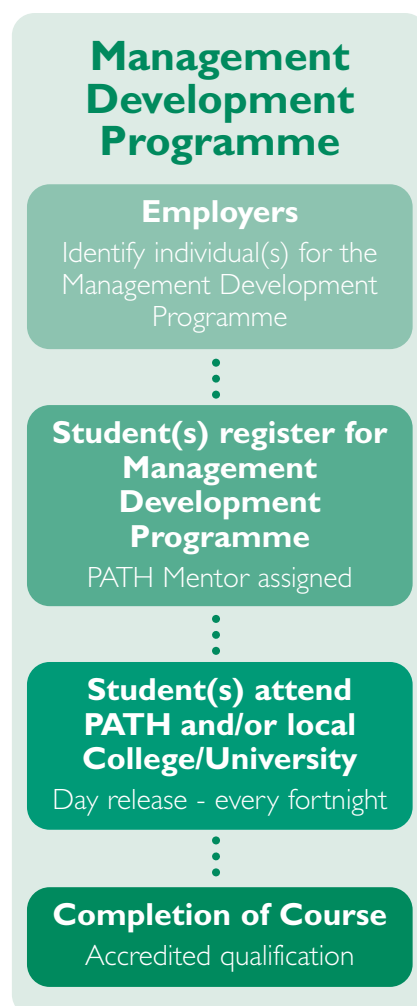 Management
Development
Programme
Employers
Identify individual(s) for the
Management Development
Programme
Student(s) register for
Management
Development
Programme
PATH Mentor assigned
Student(s) attend
PATH and/or local
College/University
Day release - every fortnight
Completion of Course
Accredited qualification